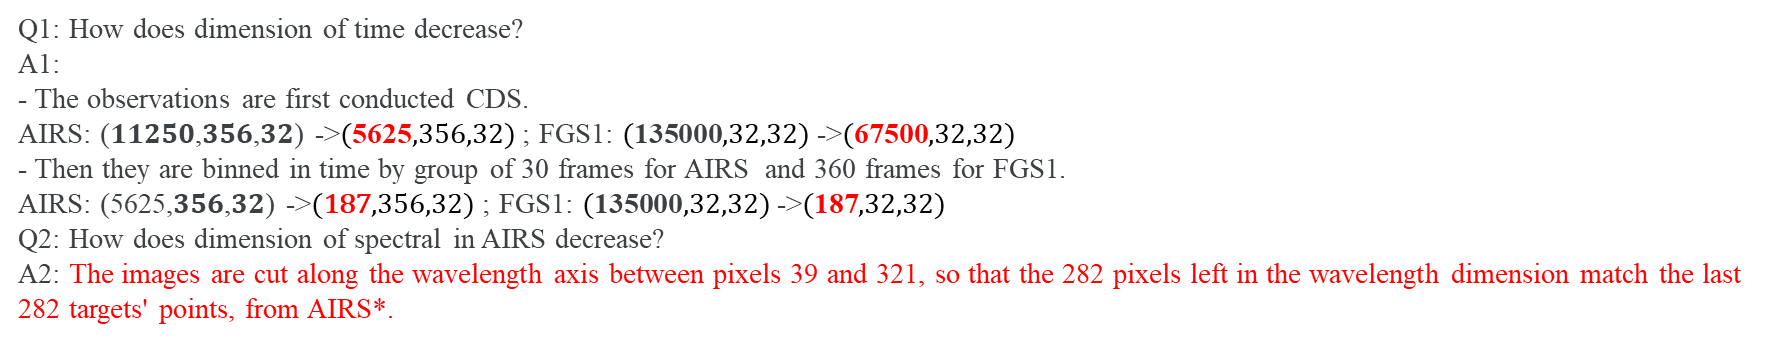 Q1: How does dimension of time decrease?
A1:
- The observations are first conducted CDS.
AIRS: (11250,356,32) ->(5625,356,32) ; FGS1: (135000,32,32) ->(67500,32,32)
- Then they are binned in time by group of 30 frames for AIRS and 360 frames for FGS1.
AIRS: (5625,356,32) ->(187,356,32) ; FGS1: (135000,32,32) ->(187,32,32)
Q2: How does dimension of spectral in AIRS decrease?
A2: The images are cut along the wavelength axis between pixels 39 and 321, so that the 282 pixels left in the wavelength dimension match the last
282 targets' points, from AIRS*.